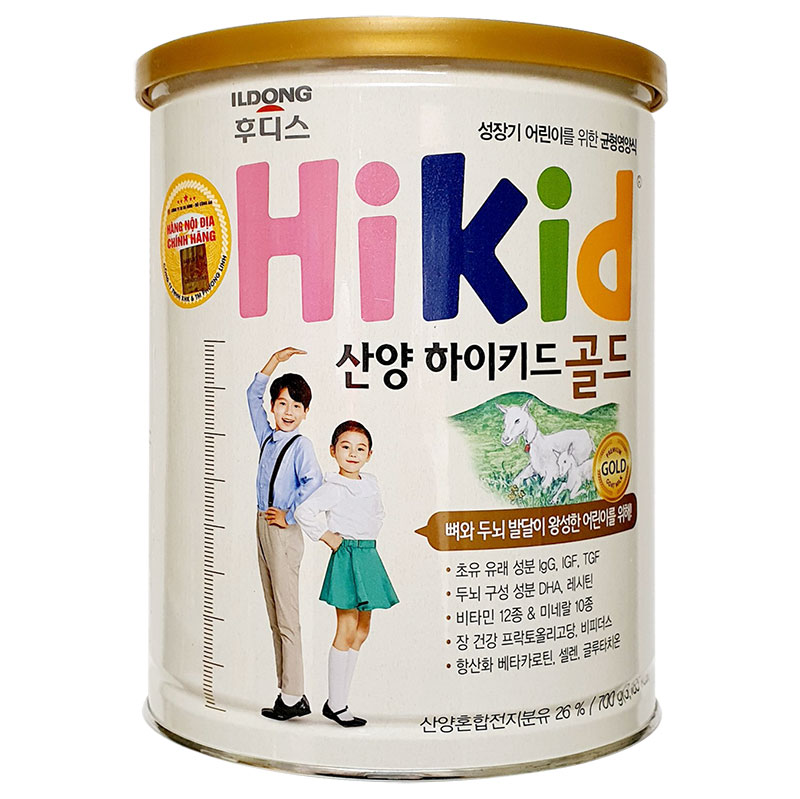 ILDONG
후디스
성장기 어린이를 위한 균형영양식
Hikid
HÀNG NỘI ĐỊA
CHÍNH HÃNG
산양 하이키드 골드
GOLD
뼈와 두뇌 발달이 왕성한 어린이를 위해!
• 초유 유래 성분 IgG, IGF, TGF
• 두뇌 구성 성분 DHA, 레시틴
• 비타민 12종 & 미네랄 10종
• 장 건강 프락토올리고당, 비피더스
• 항산화 베타카로틴, 셀렌, 글루타치온
산양혼합전지분유 26 % / 700 g